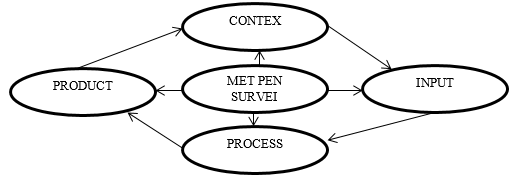 CONTEX
PRODUCT
MET PEN
SURVEI
INPUT
PROCESS